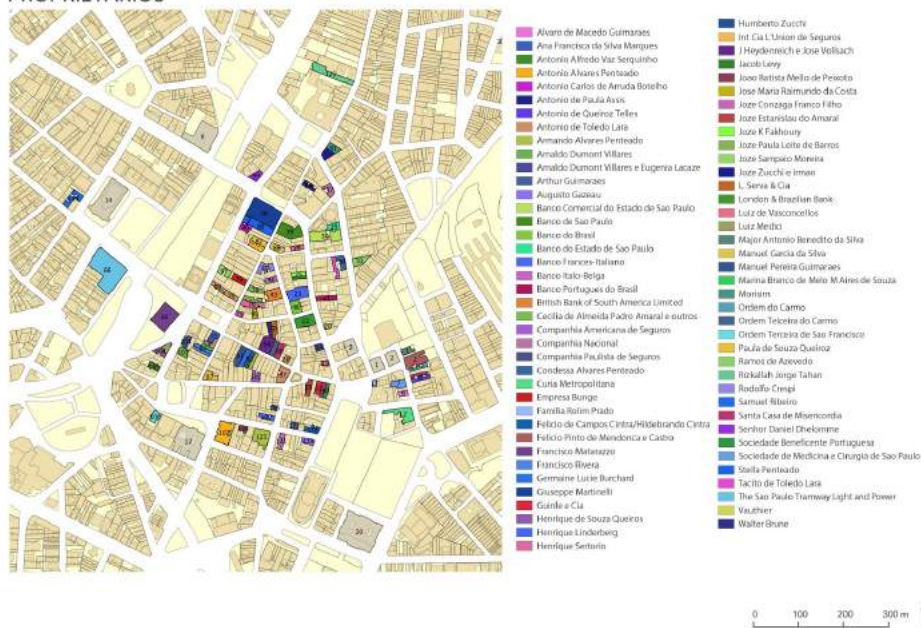 PROPRIETÁRIOS
Alvaro de Macedo Guimaraes
Ana Francisca da Silva Marques
Antonio Alfredo Vaz Serquinho
Antonio Alvares Penteado
Antonio Carlos de Arruda Botelho
Antonio de Paula Assis
Antonio de Queiroz Telles
Antonio de Toledo Lara
Armando Alvares Penteado
Arnaldo Dumont Villares
Arnaldo Dumont Villares e Eugenia Lacaze
Arthur Guimaraes
Augusto Gazeau
Banco Comercial do Estado de Sao Paulo
Banco de Sao Paulo
Banco do Brasil
Banco do Estado de Sao Paulo
Banco Frances-Italiano
Banco Italo-Belga
Banco Portugues do Brasil
British Bank of South America Limited
Cecilia de Almeida Padro Amaral e outros
Companhia Americana de Seguros
Companhia Nacional
Companhia Paulista de Seguros
Condessa Alvares Penteado
Curia Metropolitana
Empresa Bunge
Familia Rolim Prado
Felicio de Campos Cintra/Hildebrando Cintra
Felicio Pinto de Mendonca e Castro
Francisco Matarazzo
Francisco Rivera
Germaine Lucie Burchard
Giuseppe Martinelli
Guinle e Cia
Henrique de Souza Queiros
Henrique Linderberg
Henrique Sertorio
Humberto Zucchi
Int Cia L'Union de Seguros
J Heydenreich e Jose Vollsach
Jacob Levy
Joao Batista Mello de Peixoto
Jose Maria Raimundo da Costa
Joze Conzaga Franco Filho
Joze Estanislau do Amaral
Joze K Fakhoury
Joze Paula Leite de Barros
Joze Sampaio Moreira
Joze Zucchi e irmao
L. Serva & Cia
London & Brazilian Bank
Luiz de Vasconcellos
Luiz Medici
Major Antonio Benedito da Silva
Manuel Garcia da Silva
Manuel Pereira Guimaraes
Marina Branco de Melo M Aires de Souza
Morisim
Ordem do Carmo
Ordem Teiceira do Carmo
Ordem Terceira de Sao Francisco
Paula de Souza Queiroz
Ramos de Azevedo
Rizkallah Jorge Tahan
Rodolfo Crespi
Samuel Ribeiro
Santa Casa de Misericordia
Senhor Daniel Dhelomme
Sociedade Beneficente Portuguesa
Sociedade de Medicina e Cirurgia de Sao Paulo
Stella Penteado
Tacito de Toledo Lara
The Sao Paulo Tramway Light and Power
Vauthier
Walter Brune
0 100 200 300 m